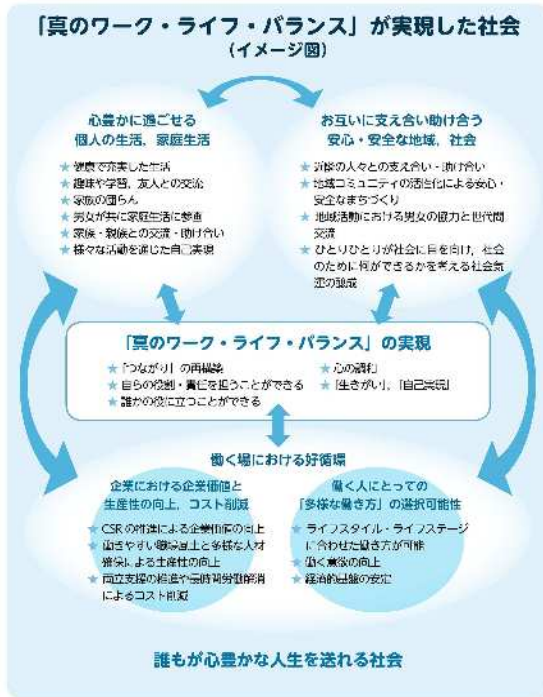 「真のワーク・ライフ・バランス」が実現した社会
(イメージ図)
心豊かに過ごせる
個人の生活、家庭生活
★健康で充実した生活
★趣味や学習、友人との交流
★家族の団らん
★男女が共に家庭生活に参画
★家族・親族との交流・助け合い
★様々な活動を通じた自己実現
お互いに支え合い助け合う
安心・安全な地域、社会
★近隣の人々との支え合い・助け合い
★地域コミュニティの活性化による安心・
安全なまちづくり
★地域活動における男女の協力と世代間
交流
★ひとりひとりが社会に目を向け、社会
のために何ができるかを考える社会気
運の醸成
「真のワーク・ライフ・バランス」の実現
★「つながり」の再構築
★自らの役割・責任を担うことができる
★誰かの役に立つことができる
★心の調和
★「生きがい」、「自己実現」
働く場における好循環
企業における企業価値と
生産性の向上、コスト削減
★CSRの推進による企業価値の向上
★働きやすい職場風土と多様な人材
確保による生産性の向上
★両立支援の推進や長時間労働解消
によるコスト削減
働く人にとっての
「多様な働き方」の選択可能性
★ライフスタイル・ライフステージ
に合わせた働き方が可能
★働く意欲の向上
★経済的基盤の安定
誰もが心豊かな人生を送れる社会